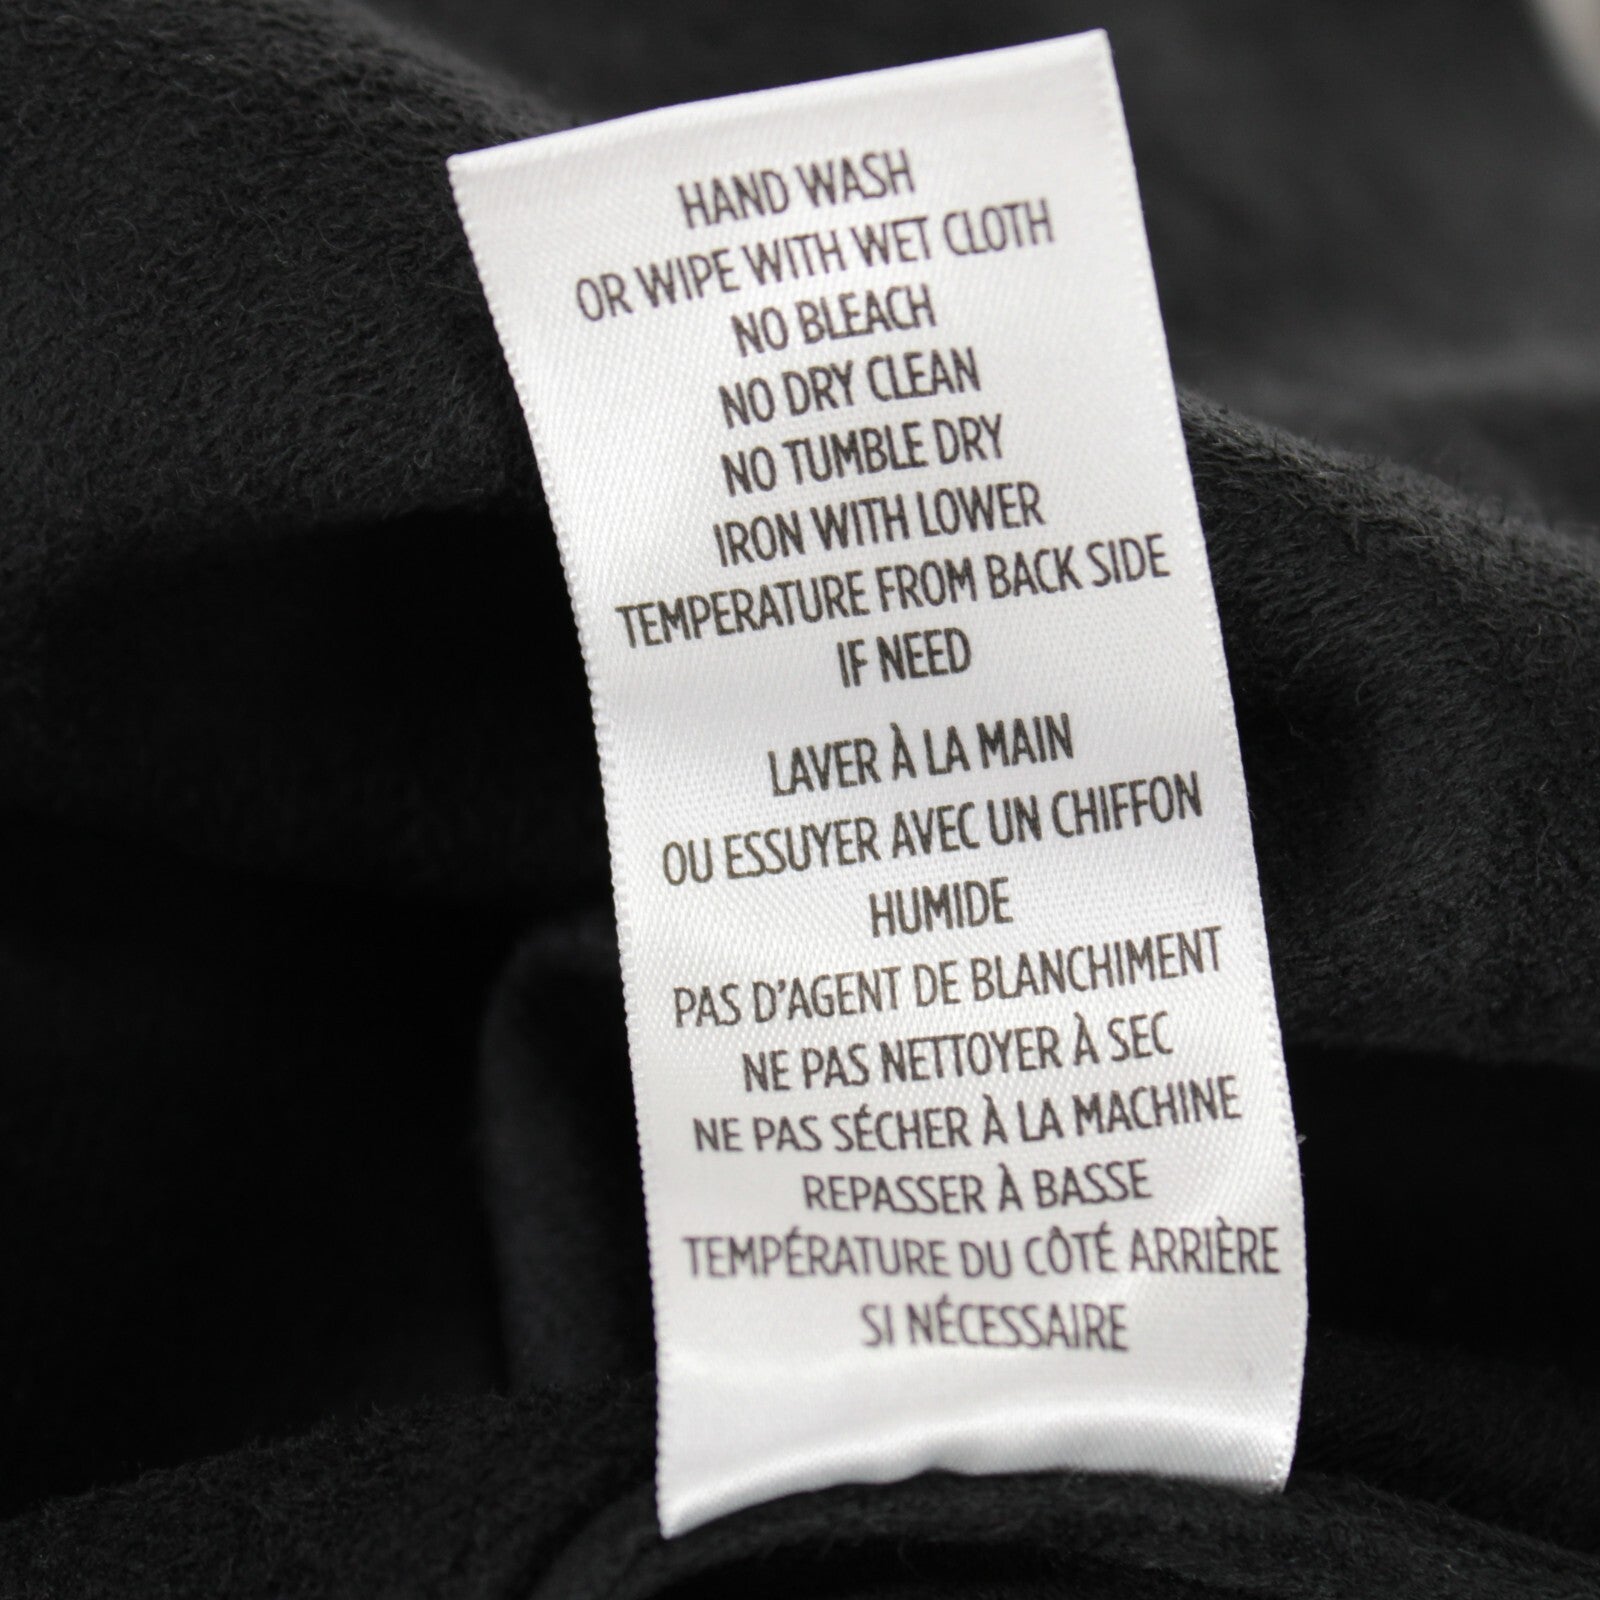 HAND WASH
OR WIPE WITH WET CLOTH
NO BLEACH
NO DRY CLEAN
NO TUMBLE DRY
IRON WITH LOWER
TEMPERATURE FROM BACK SIDE
IF NEED
LAVER À LA MAIN
OU ESSUYER AVEC UN CHIFFON
HUMIDE
PAS D'AGENT DE BLANCHIMENT
NE PAS NETTOYER À SEC
NE PAS SÉCHER À LA MACHINE
REPASSER À BASSE
TEMPÉRATURE DU CÔTÉ ARRIÈRE
SI NÉCESSAIRE